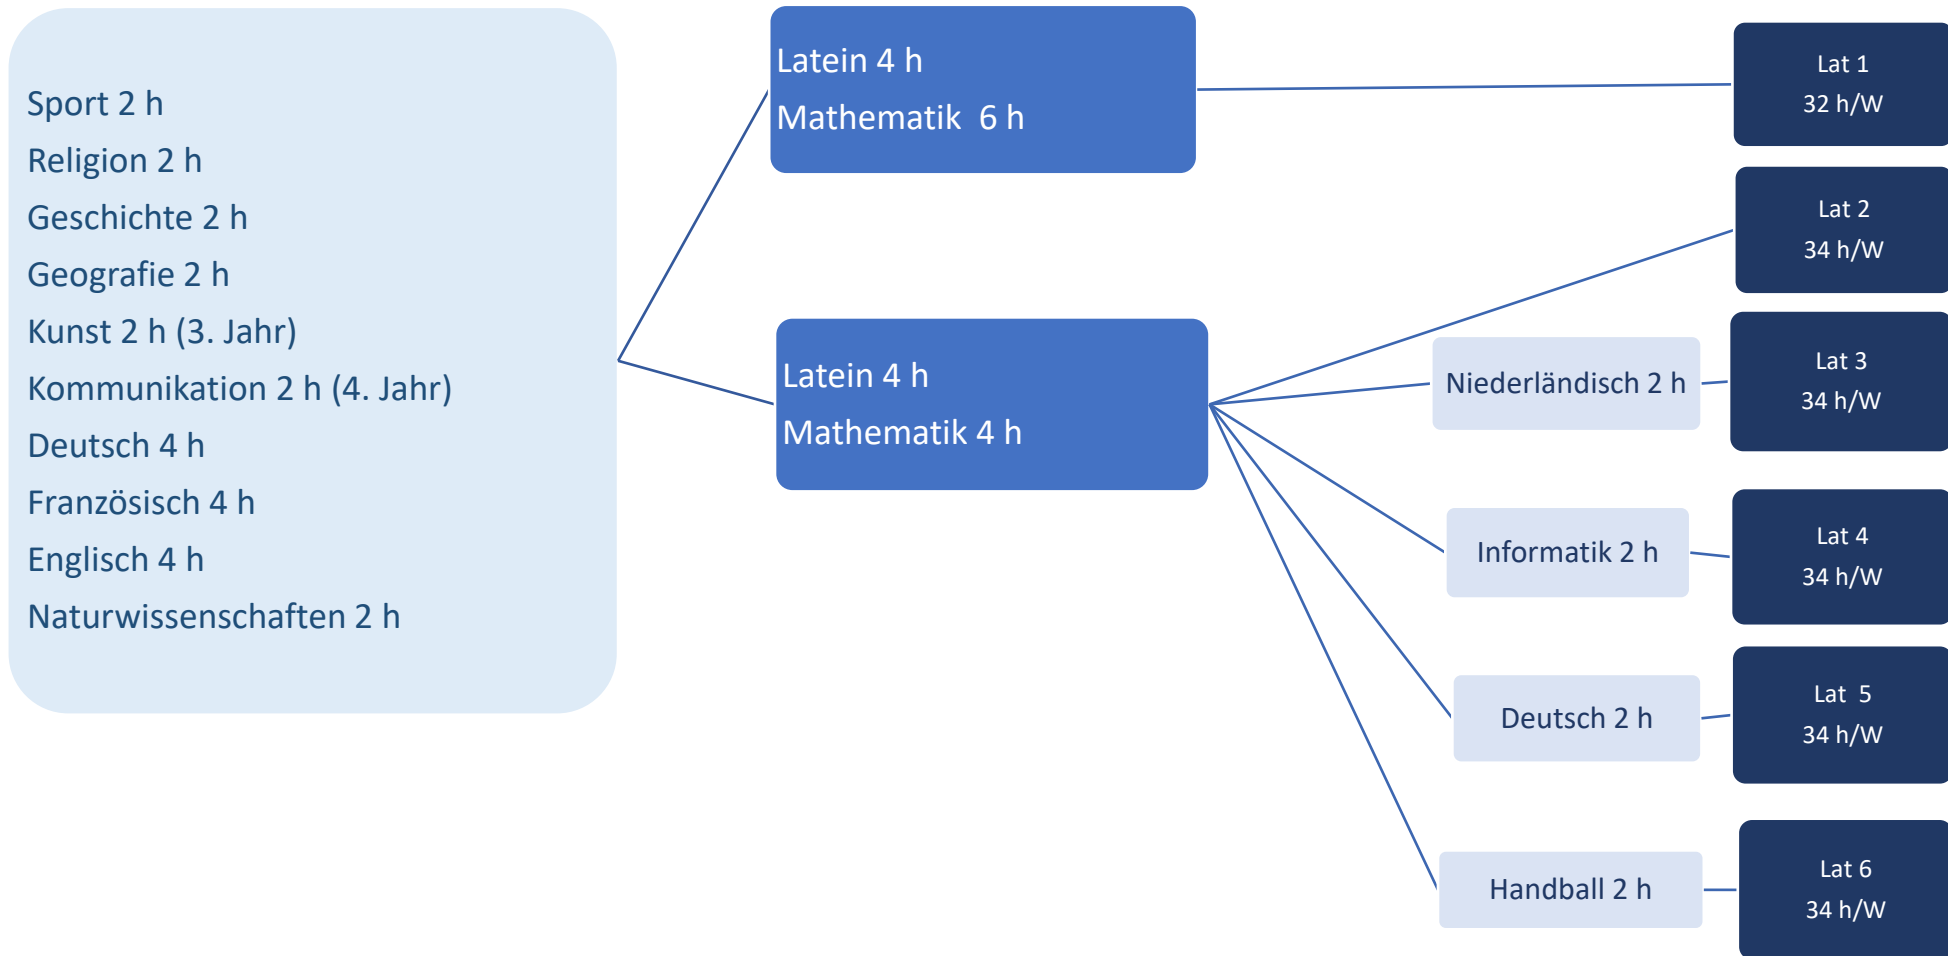 Sport 2 h
Religion 2 h
Geschichte 2 h
Geografie 2 h
Kunst 2 h (3. Jahr)
Kommunikation 2 h (4. Jahr)
Deutsch 4 h
Französisch 4 h
Englisch 4 h
Naturwissenschaften 2 h
Latein 4 h
Mathematik  6 h
Latein 4 h
Mathematik 4 h
Niederländisch 2 h
Informatik 2 h
Deutsch 2 h
Handball 2 h
Lat 1
32 h/W
Lat 2
34 h/W
Lat 3
34 h/W
Lat 4
34 h/W
Lat  5
34 h/W
Lat 6
34 h/W